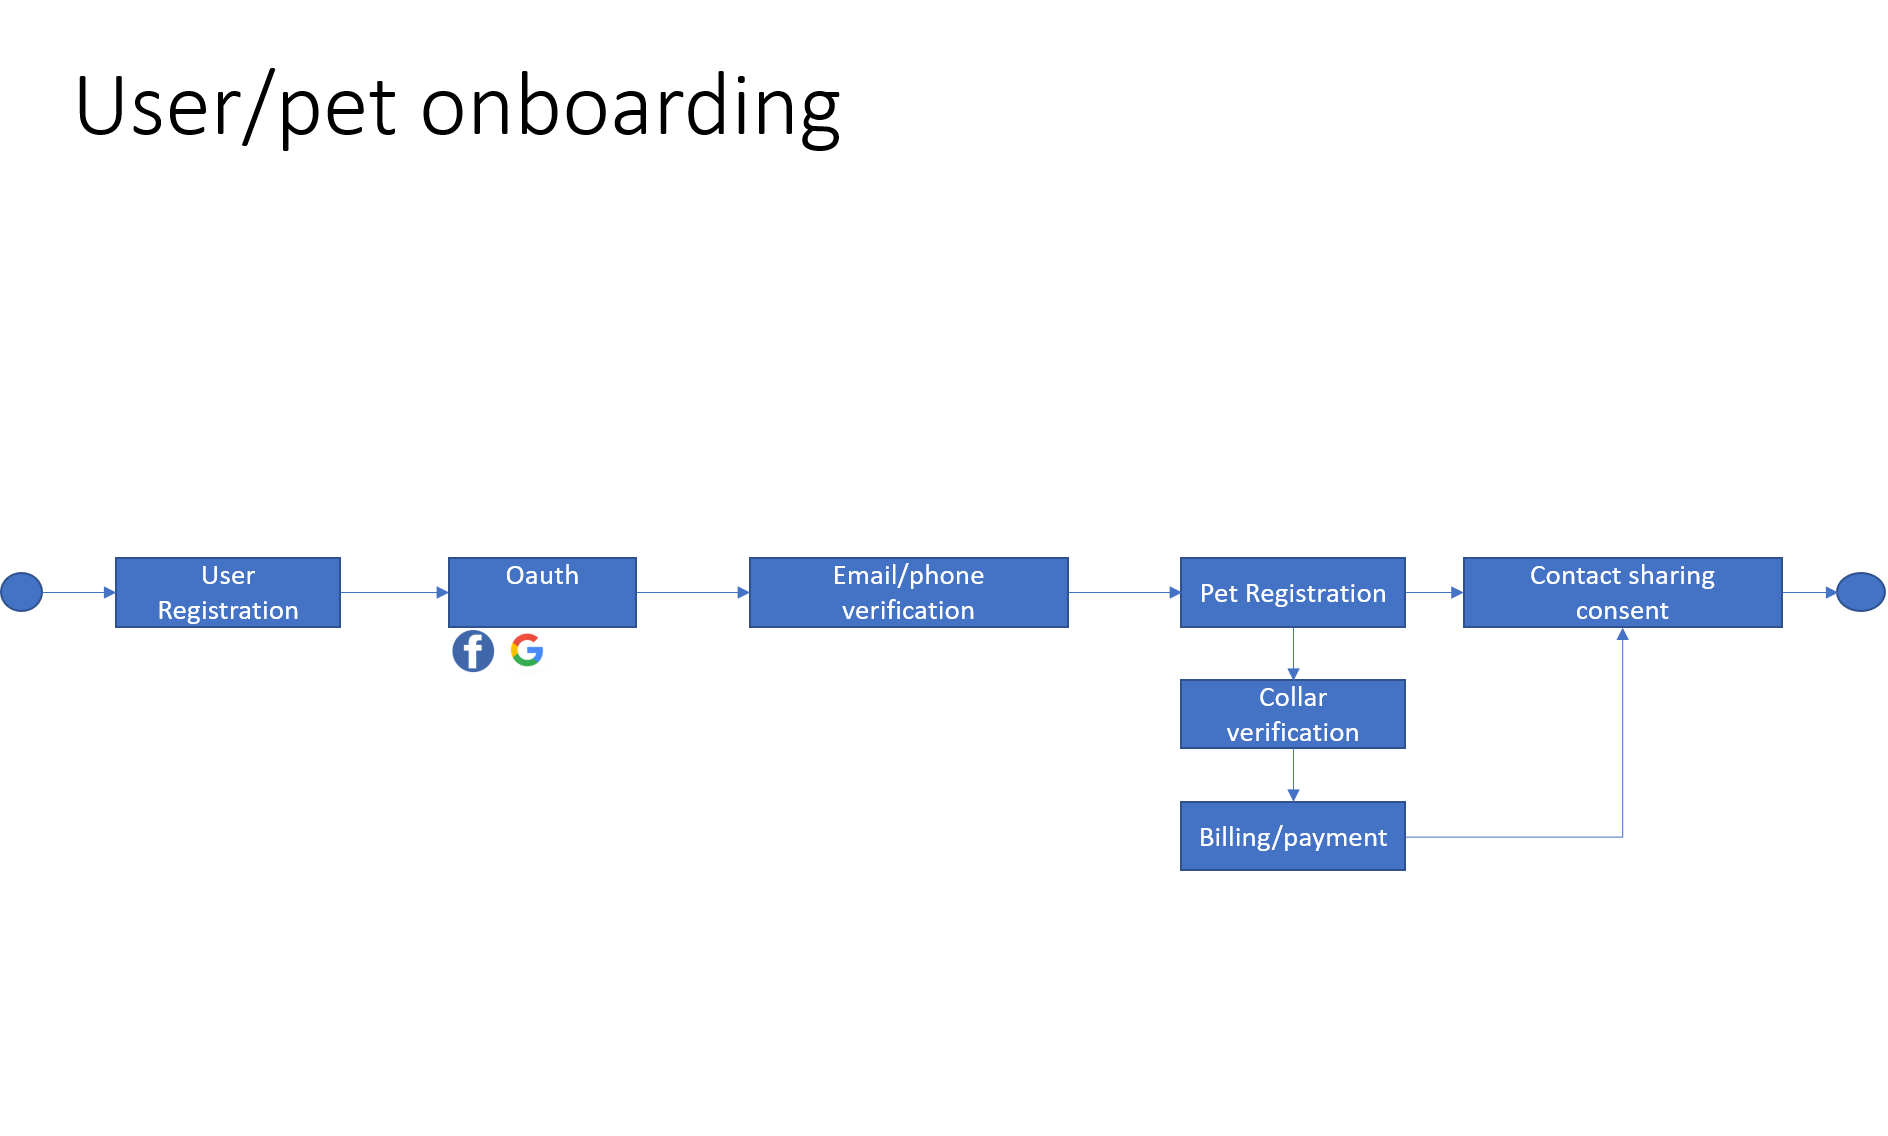 User/pet onboarding
User
Registration
Oauth
Email/phone
verification
Pet Registration
Contact sharing
consent
Collar
verification
Billing/payment